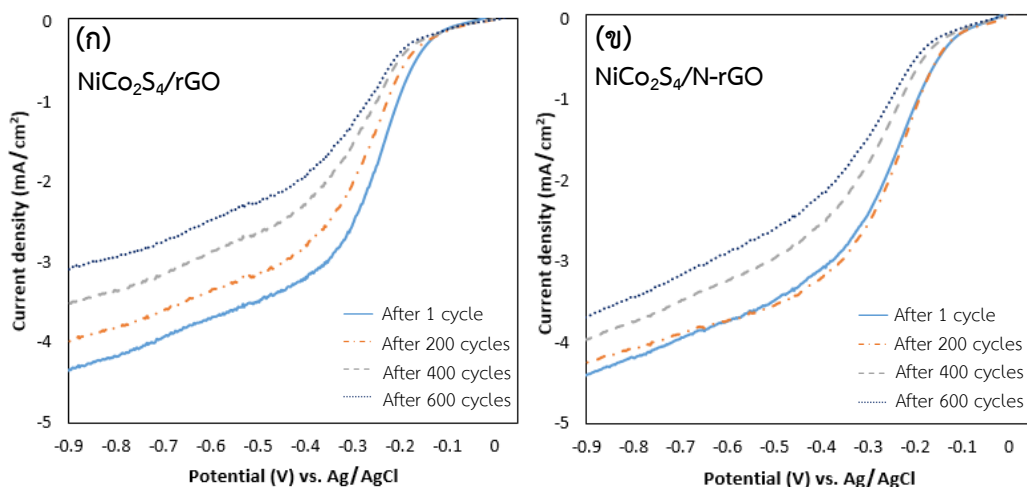 (ก)
NiCo₂S₄/rGO
0
-1
-2
-3
-4
-5
Current density (mA/cm²)
-0.9 -0.8 -0.7 -0.6 -0.5 -0.4 -0.3 -0.2 -0.1 0
Potential (V) vs. Ag/AgCl
After 1 cycle
After 200 cycles
After 400 cycles
After 600 cycles
(ข)
NiCo₂S₄/N-rGO
0
-1
-2
-3
-4
-5
Current density (mA/cm²)
-0.9 -0.8 -0.7 -0.6 -0.5 -0.4 -0.3 -0.2 -0.1 0
Potential (V) vs. Ag/AgCl
After 1 cycle
After 200 cycles
After 400 cycles
After 600 cycles